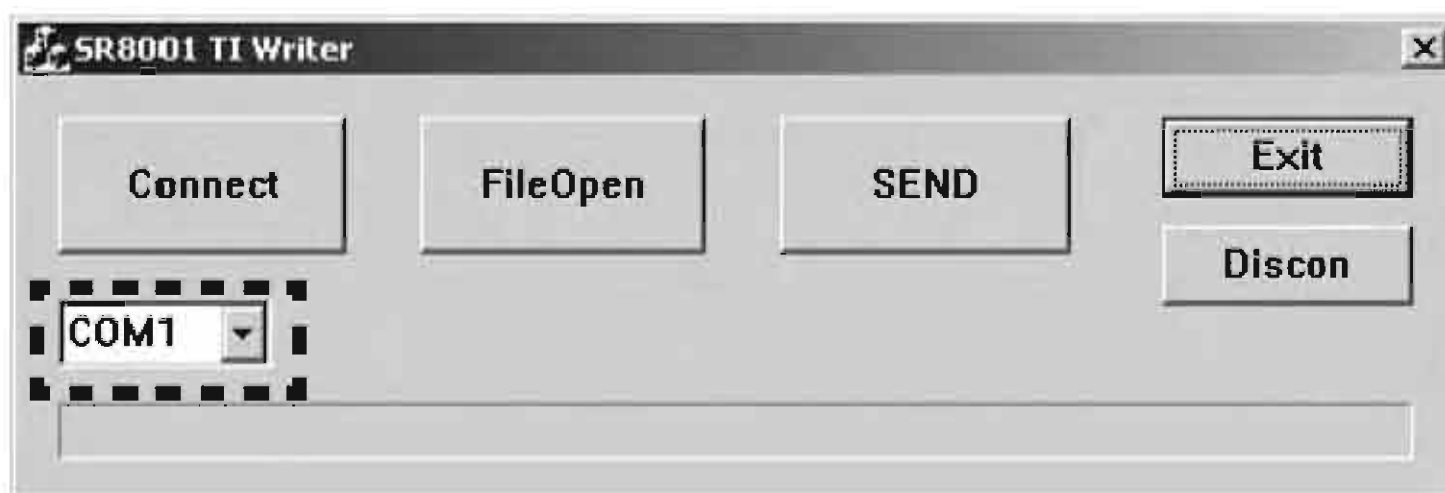 SR8001 TI Writer
Connect
FileOpen
SEND
Exit
Discon
COM1